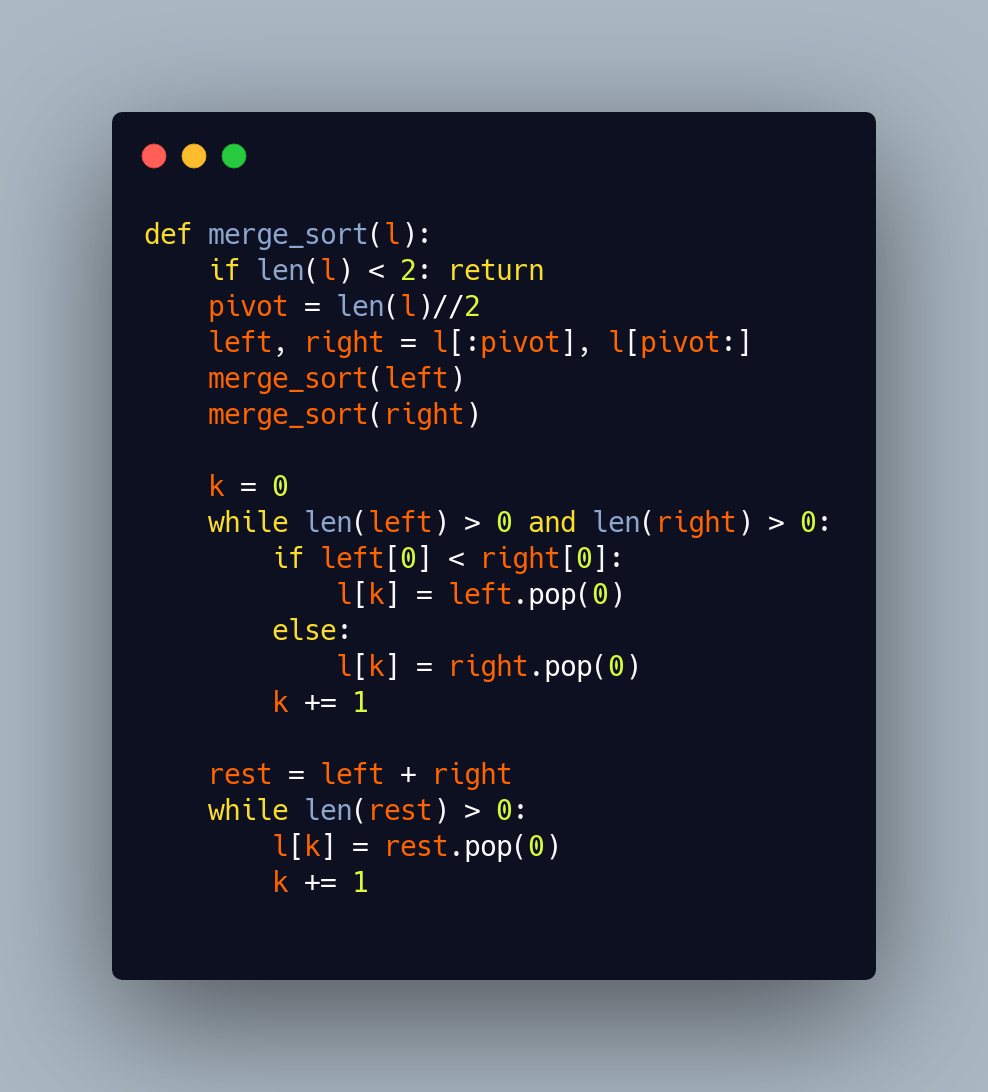 def merge_sort(l):
    if len(l) < 2: return
    pivot = len(l)//2
    left, right = l[:pivot], l[pivot:]
    merge_sort(left)
    merge_sort(right)

    k = 0
    while len(left) > 0 and len(right) > 0:
        if left[0] < right[0]:
            l[k] = left.pop(0)
        else:
            l[k] = right.pop(0)
        k += 1

    rest = left + right
    while len(rest) > 0:
        l[k] = rest.pop(0)
        k += 1